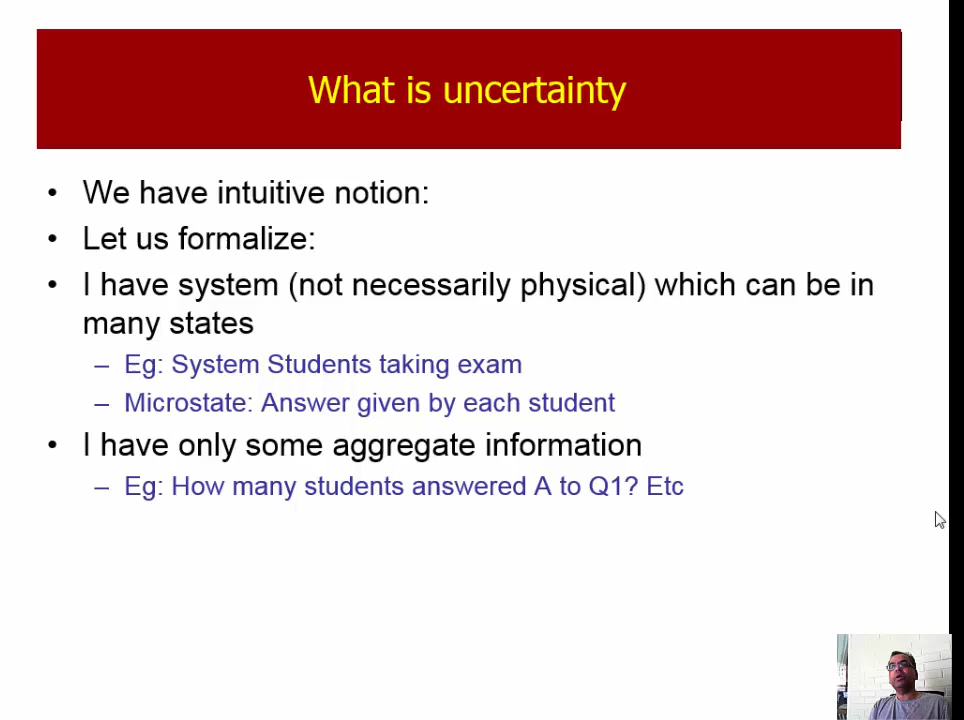 What is uncertainty
• We have intuitive notion:
• Let us formalize:
• I have system (not necessarily physical) which can be in
many states
– Eg: System Students taking exam
– Microstate: Answer given by each student
• I have only some aggregate information
– Eg: How many students answered A to Q1? Etc